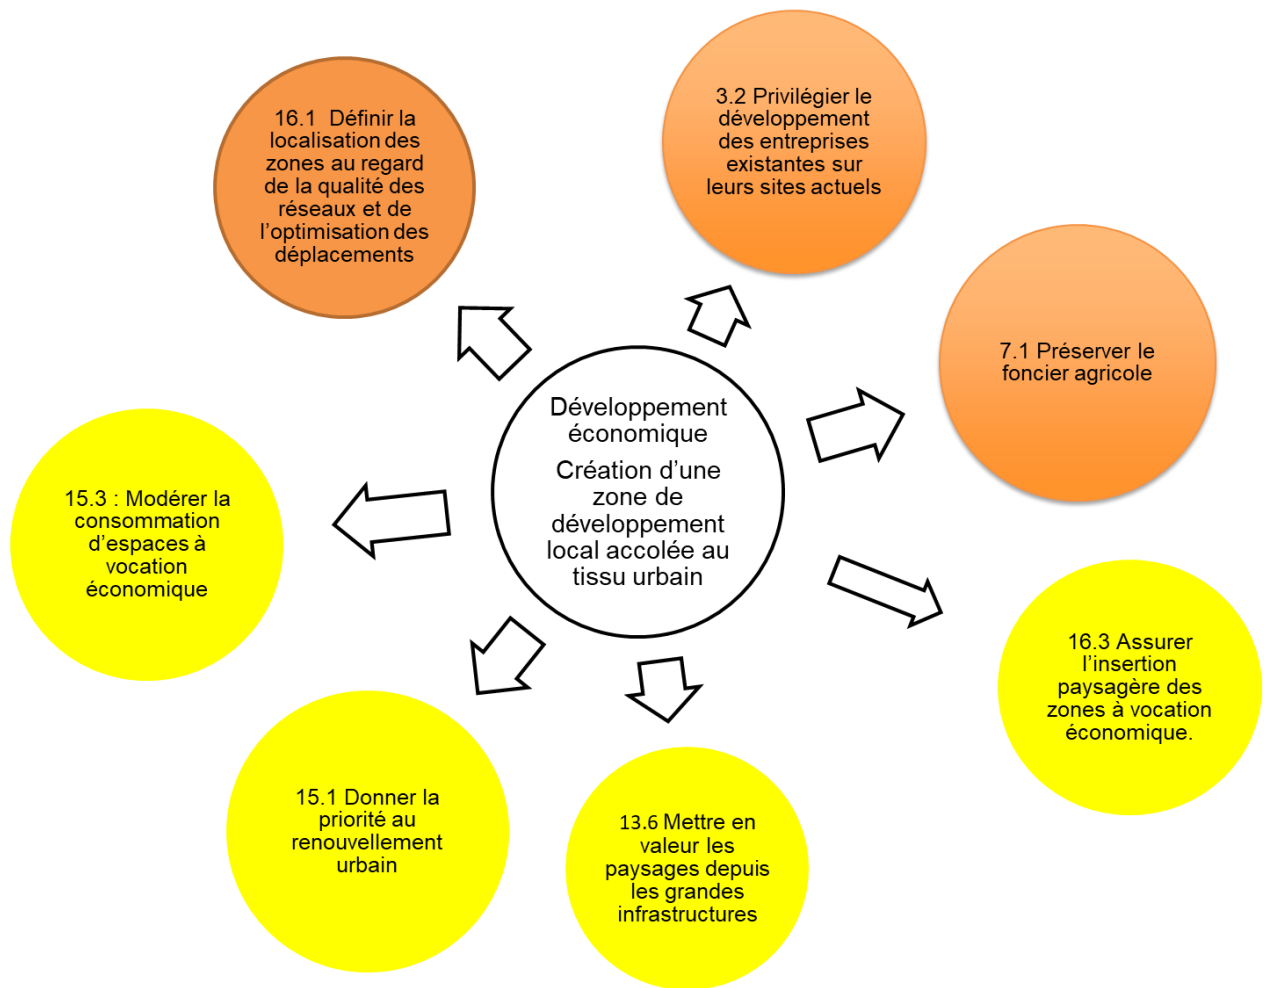 16.1 Définir la
localisation des
zones au regard
de la qualité des
réseaux et de
l'optimisation des
déplacements
3.2 Privilégier le
développement
des entreprises
existantes sur
leurs sites actuels
7.1 Préserver le
foncier agricole
Développement
économique
Création d'une
zone de
développement
local accolée au
tissu urbain
15.3 : Modérer la
consommation
d'espaces à
vocation
économique
16.3 Assurer
l'insertion
paysagère des
zones à vocation
économique.
15.1 Donner la
priorité au
renouvellement
urbain
13.6 Mettre en
valeur les
paysages depuis
les grandes
infrastructures